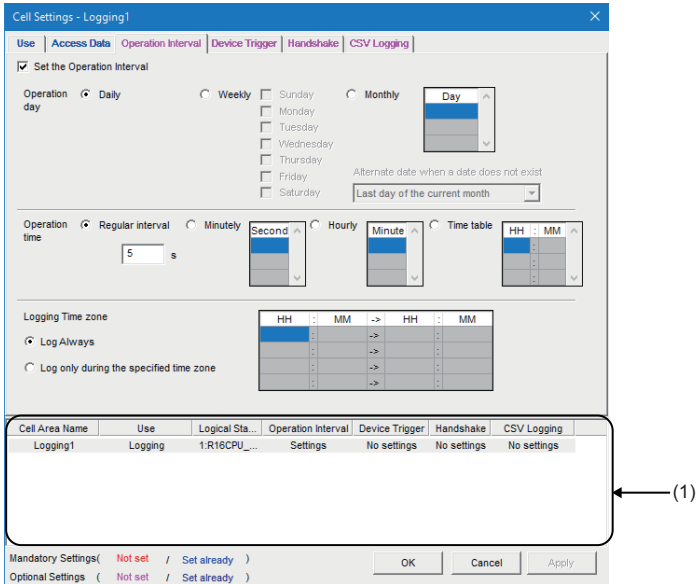 Cell Settings - Logging1
Use Access Data Operation Interval Device Trigger Handshake CSV Logging
Set the Operation Interval
Operation day Daily Weekly Sunday Monthly Day
Monday
Tuesday
Wednesday
Thursday
Friday Alternate date when a date does not exist
Saturday Last day of the current month
Operation time Regular interval Minutely Second Hourly Minute Time table HH : MM
5 s :
:
:
Logging Time zone HH : MM -> HH : MM
Log Always : -> :
: -> :
Log only during the specified time zone : -> :
: -> :
Cell Area Name Use Logical Sta... Operation Interval Device Trigger Handshake CSV Logging
Logging1 Logging 1:R16CPU_... Settings No settings No settings No settings
(1)
Mandatory Settings( Not set / Set already )
Optional Settings ( Not set / Set already )
OK Cancel Apply